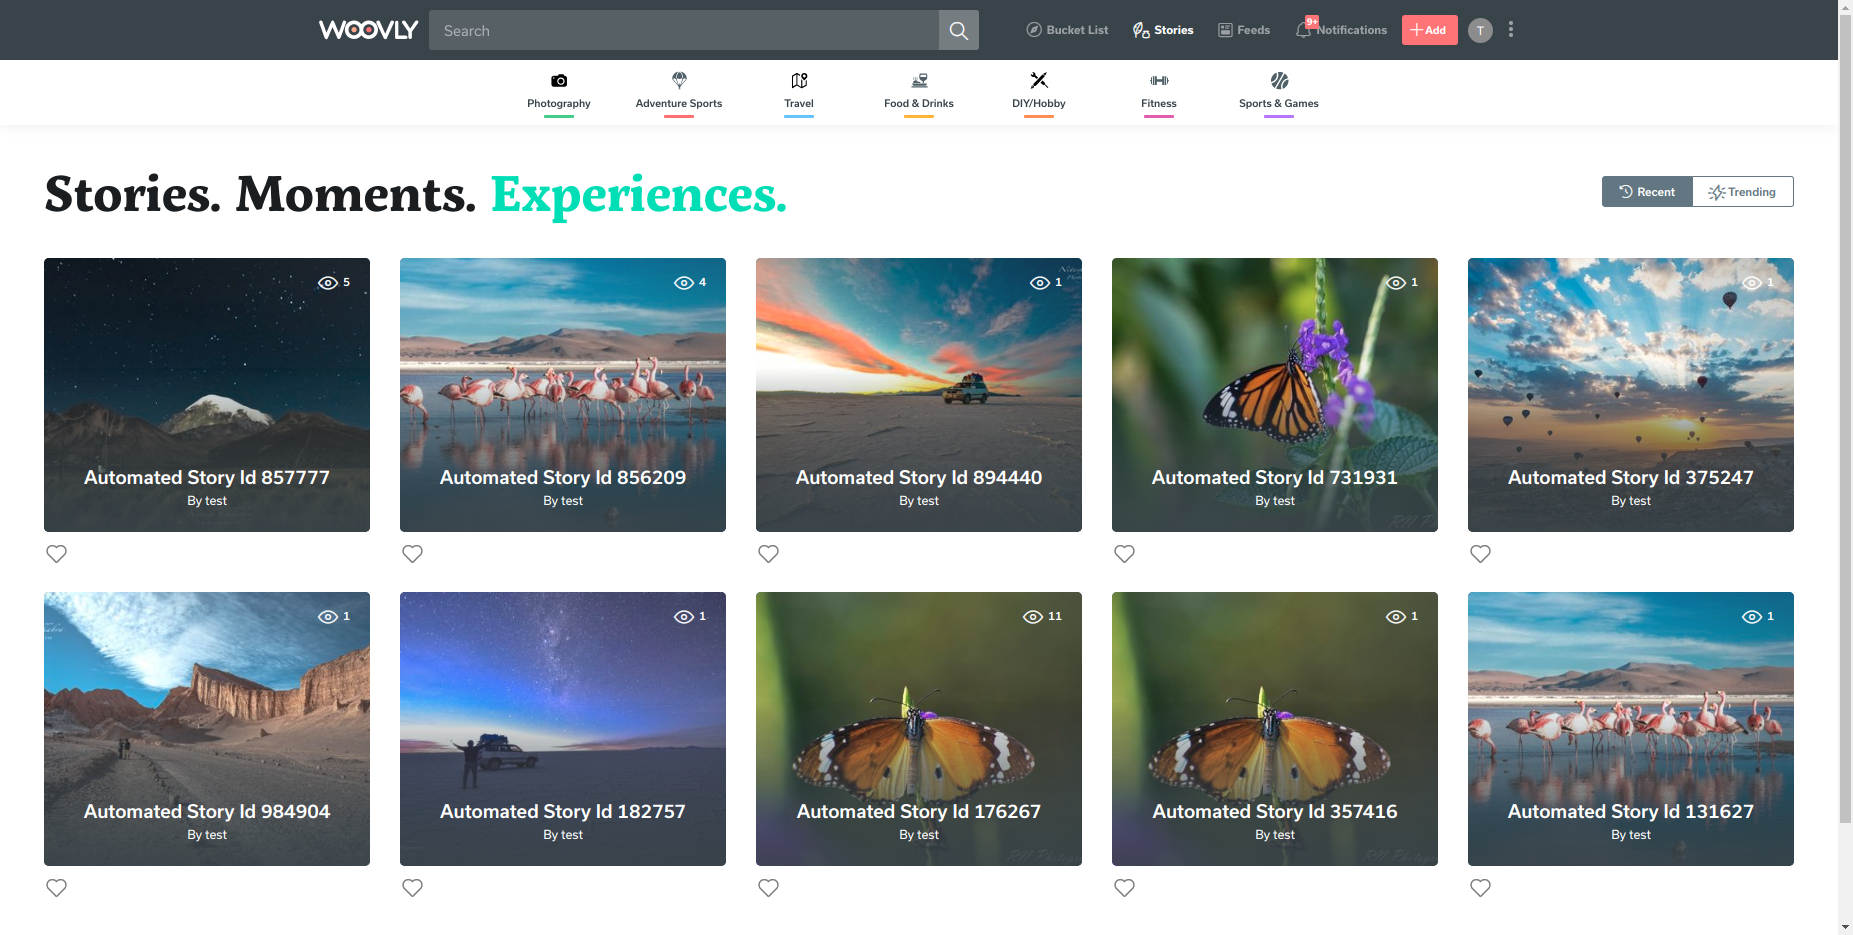 WOOVLY
Search
Bucket List
Stories
Feeds
9+
Notifications
Add
T
Photography
Adventure Sports
Travel
Food & Drinks
DIY/Hobby
Fitness
Sports & Games
Stories. Moments. Experiences.
Recent
Trending
5
4
1
1
1
Automated Story Id 857777
By test
Automated Story Id 856209
By test
Automated Story Id 894440
By test
Automated Story Id 731931
By test
Automated Story Id 375247
By test
1
1
11
1
1
Automated Story Id 984904
By test
Automated Story Id 182757
By test
Automated Story Id 176267
By test
Automated Story Id 357416
By test
Automated Story Id 131627
By test